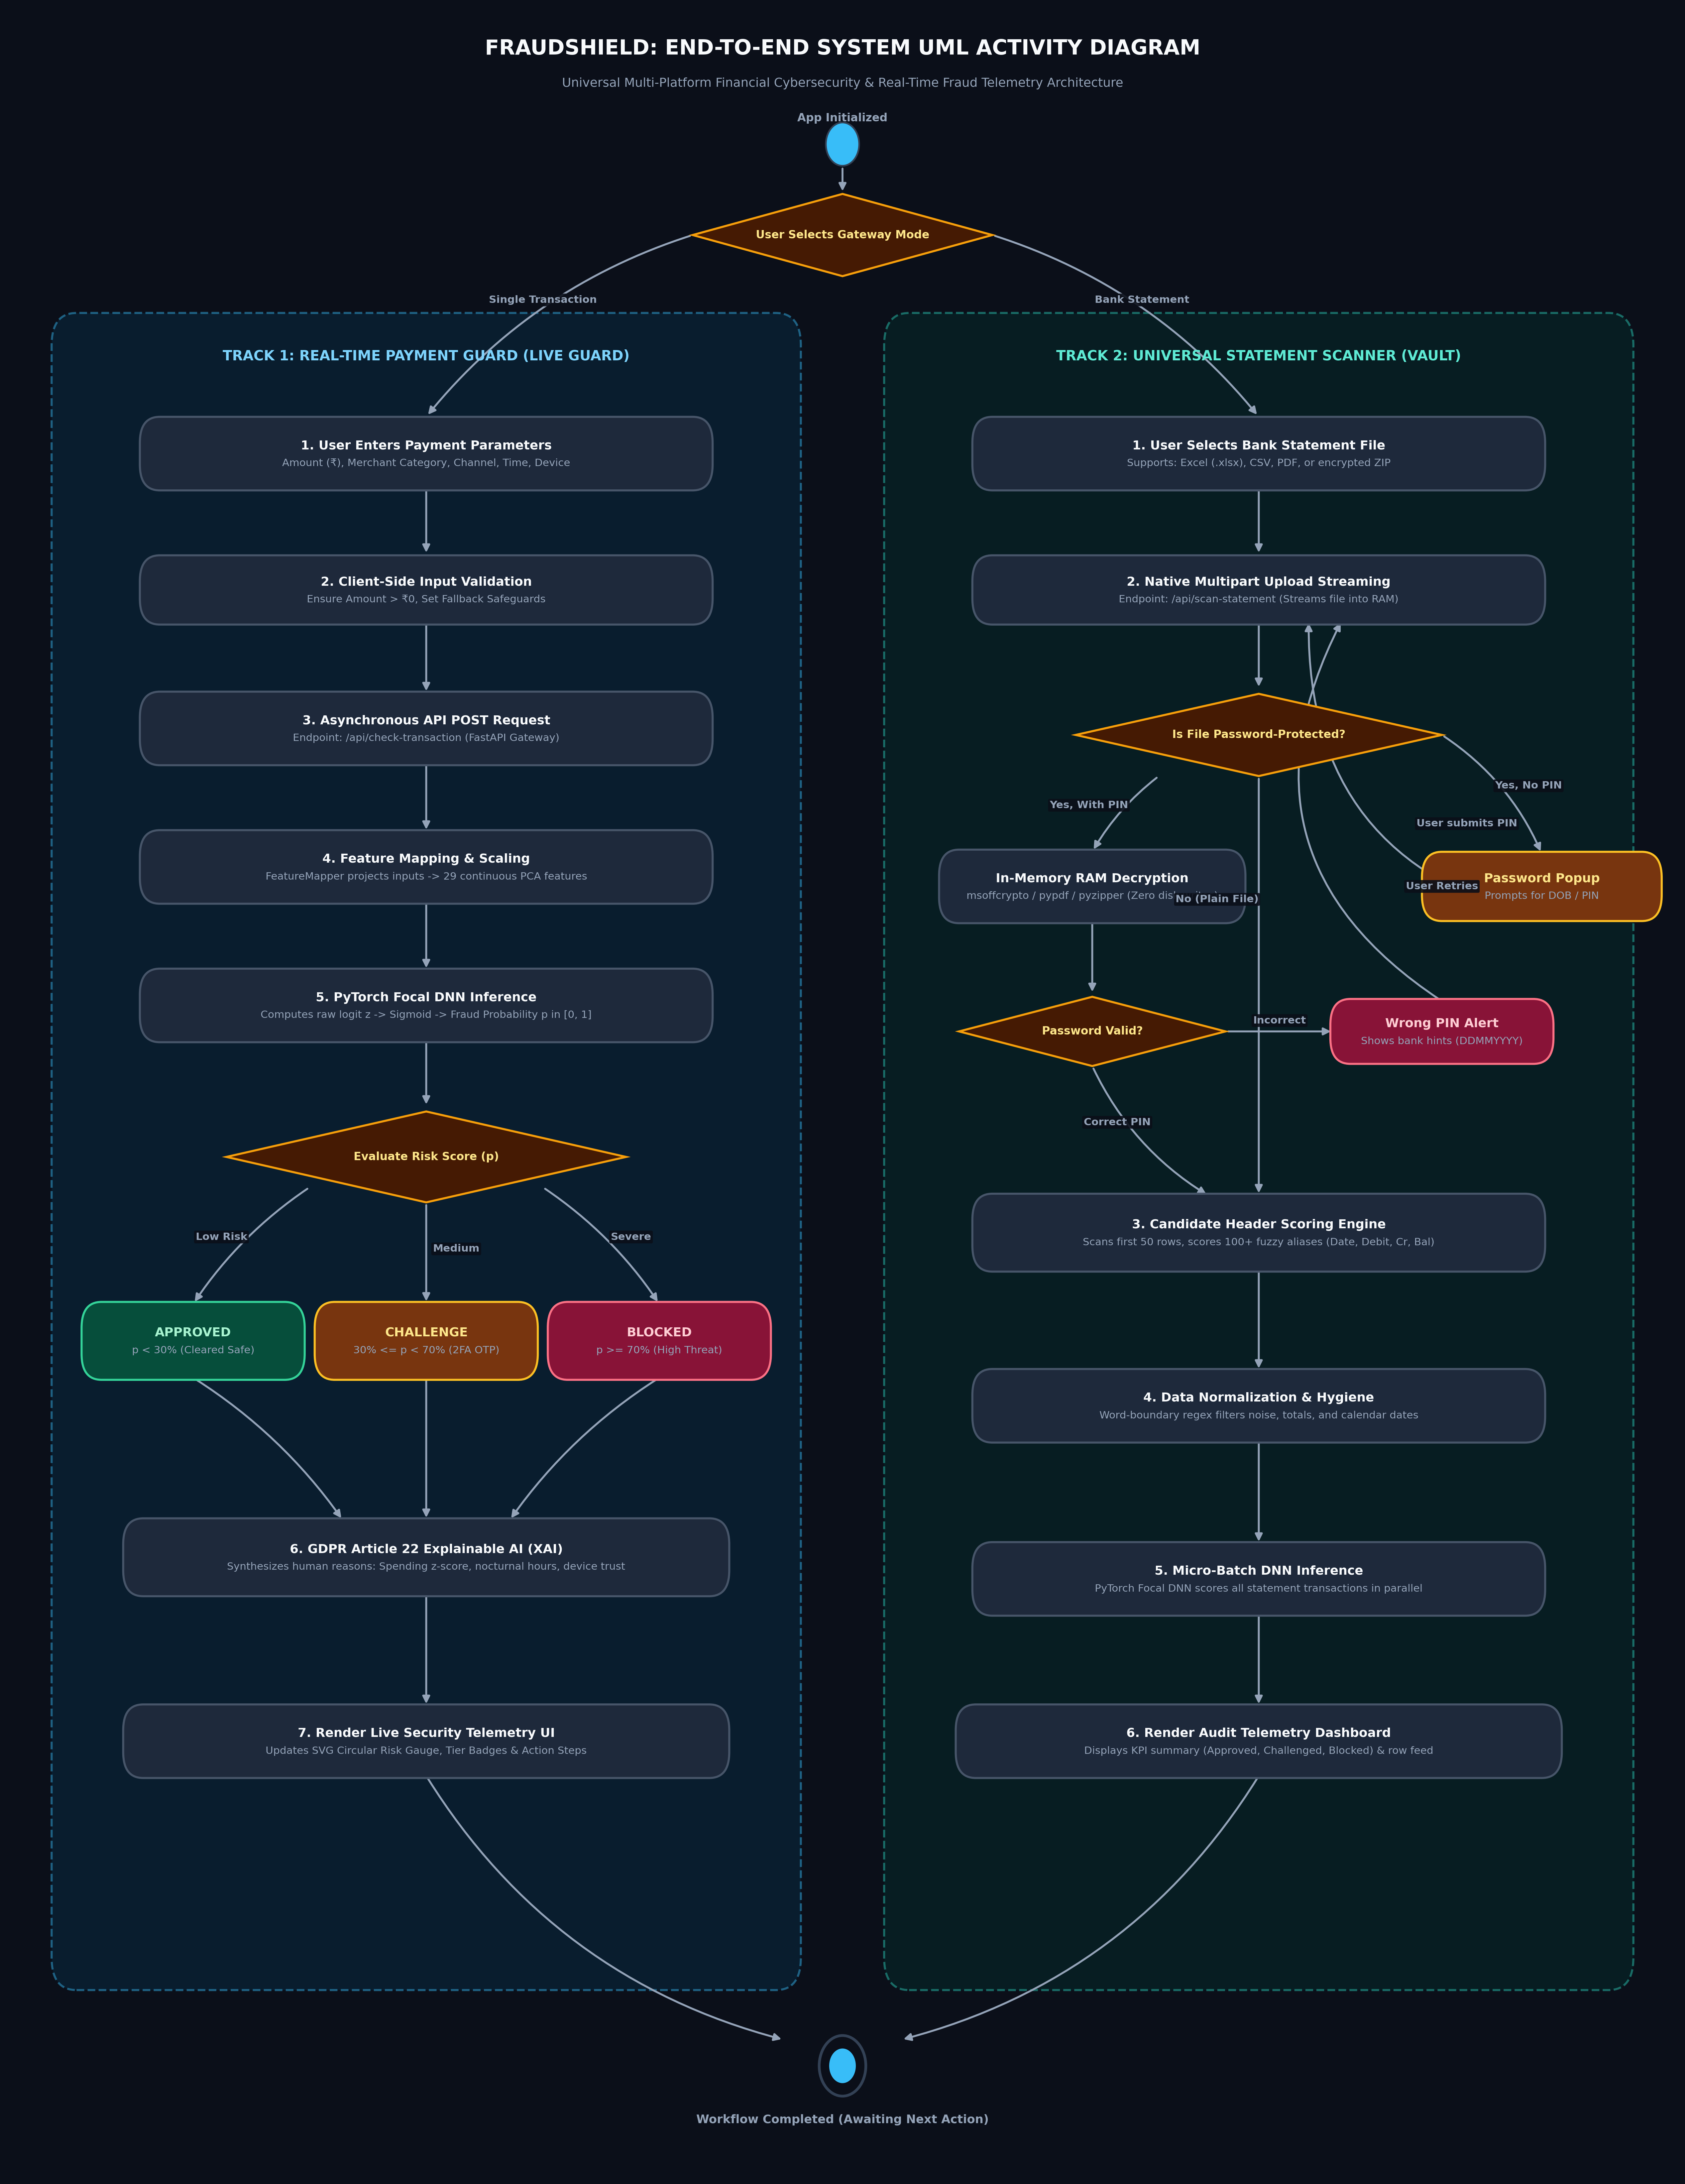 FRAUDSHIELD: END-TO-END SYSTEM UML ACTIVITY DIAGRAM
Universal Multi-Platform Financial Cybersecurity & Real-Time Fraud Telemetry Architecture
App Initialized
User Selects Gateway Mode
Single Transaction
Bank Statement
TRACK 1: REAL-TIME PAYMENT GUARD (LIVE GUARD)
1. User Enters Payment Parameters
Amount (₹), Merchant Category, Channel, Time, Device
2. Client-Side Input Validation
Ensure Amount > ₹0, Set Fallback Safeguards
3. Asynchronous API POST Request
Endpoint: /api/check-transaction (FastAPI Gateway)
4. Feature Mapping & Scaling
FeatureMapper projects inputs -> 29 continuous PCA features
5. PyTorch Focal DNN Inference
Computes raw logit z -> Sigmoid -> Fraud Probability p in [0, 1]
Evaluate Risk Score (p)
Low Risk
Medium
Severe
APPROVED
p < 30% (Cleared Safe)
CHALLENGE
30% <= p < 70% (2FA OTP)
BLOCKED
p >= 70% (High Threat)
6. GDPR Article 22 Explainable AI (XAI)
Synthesizes human reasons: Spending z-score, nocturnal hours, device trust
7. Render Live Security Telemetry UI
Updates SVG Circular Risk Gauge, Tier Badges & Action Steps
TRACK 2: UNIVERSAL STATEMENT SCANNER (VAULT)
1. User Selects Bank Statement File
Supports: Excel (.xlsx), CSV, PDF, or encrypted ZIP
2. Native Multipart Upload Streaming
Endpoint: /api/scan-statement (Streams file into RAM)
Is File Password-Protected?
Yes, With PIN
Yes, No PIN
User submits PIN
In-Memory RAM Decryption
msoffcrypto / pypdf / pyzipper (Zero
No (Plain File)
User Retries
Password Popup
Prompts for DOB / PIN
Password Valid?
Incorrect
Wrong PIN Alert
Shows bank hints (DDMMYYYY)
Correct PIN
3. Candidate Header Scoring Engine
Scans first 50 rows, scores 100+ fuzzy aliases (Date, Debit, Cr, Bal)
4. Data Normalization & Hygiene
Word-boundary regex filters noise, totals, and calendar dates
5. Micro-Batch DNN Inference
PyTorch Focal DNN scores all statement transactions in parallel
6. Render Audit Telemetry Dashboard
Displays KPI summary (Approved, Challenged, Blocked) & row feed
Workflow Completed (Awaiting Next Action)